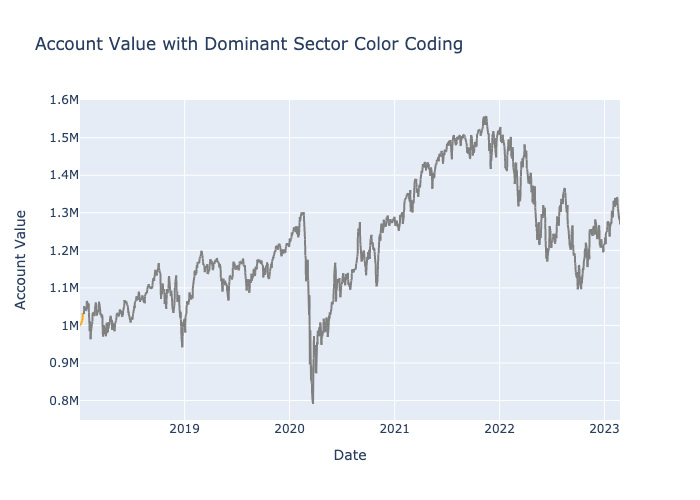 Account Value with Dominant Sector Color Coding
1.6M
1.5M
1.4M
1.3M
1.2M
1.1M
1M
0.9M
0.8M
Account Value
2019 2020 2021 2022 2023
Date